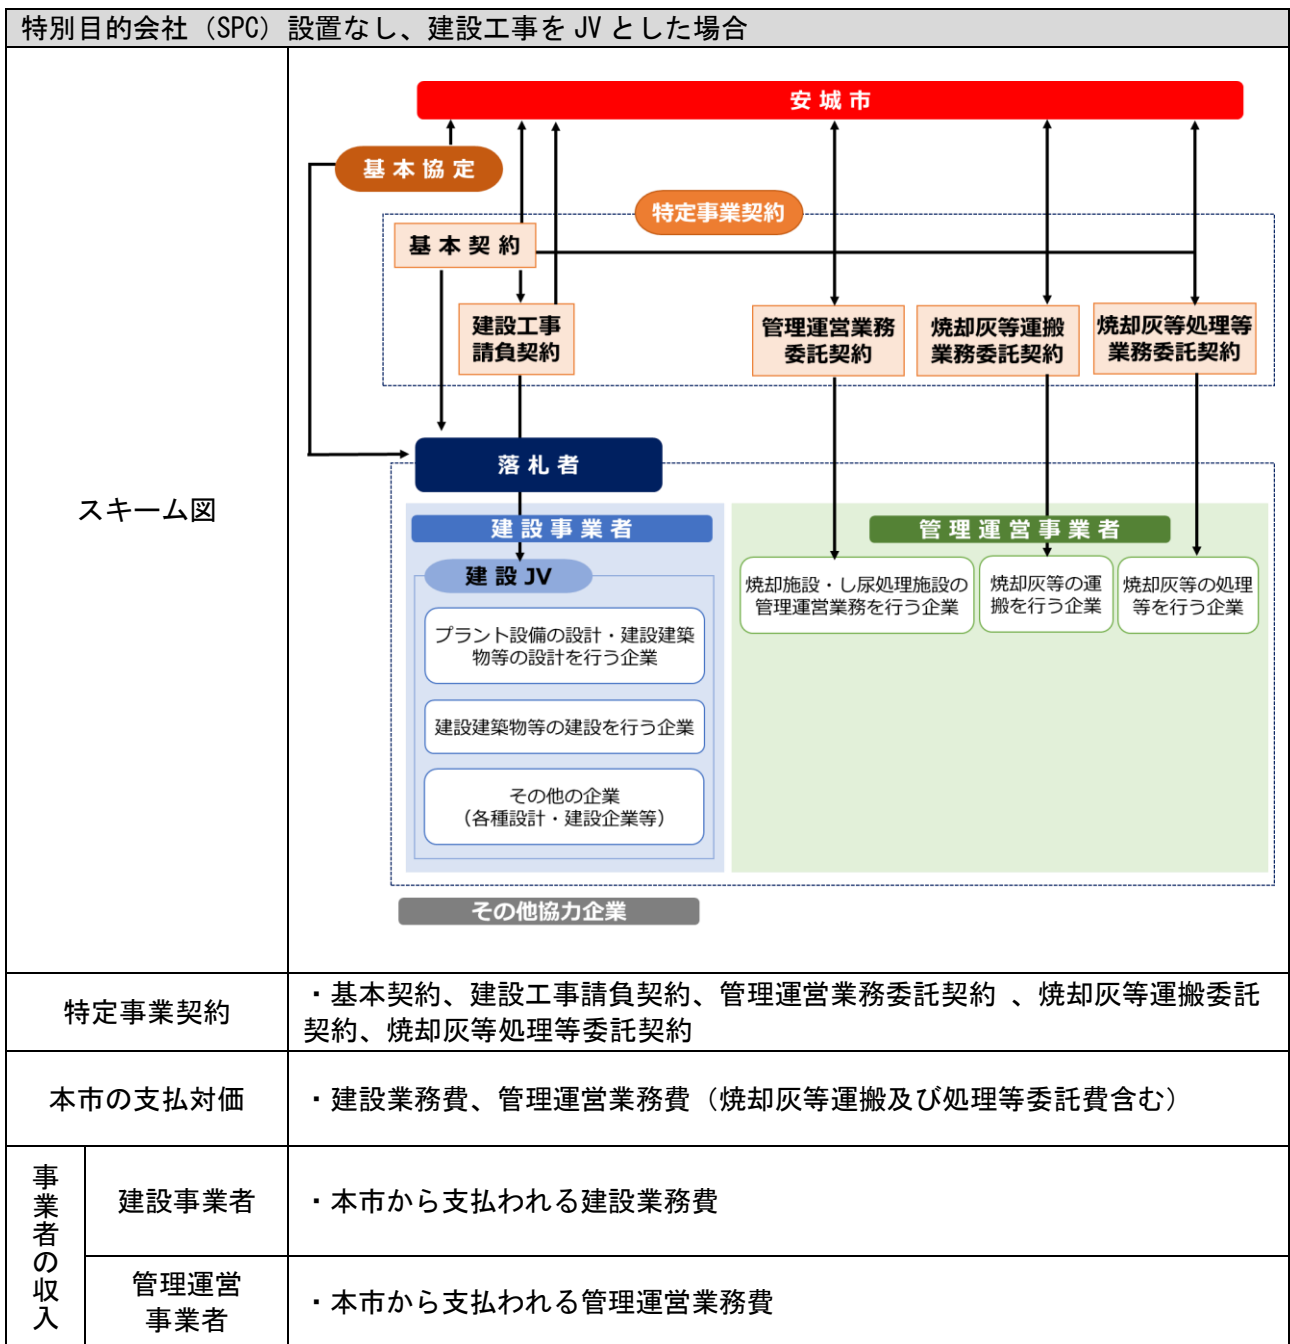 特別目的会社（SPC）設置なし、建設工事を JV とした場合
スキーム図
安城市
基本協定
特定事業契約
基本契約
建設工事
請負契約
管理運営業務
委託契約
焼却灰等運搬
業務委託契約
焼却灰等処理等
業務委託契約
落札者
建設事業者
建設 JV
プラント設備の設計・建設建築
物等の設計を行う企業
建設建築物等の建設を行う企業
その他の企業
（各種設計・建設企業等）
管理運営事業者
焼却施設・し尿処理施設の
管理運営業務を行う企業
焼却灰等の運
搬を行う企業
焼却灰等の処理
等を行う企業
その他協力企業
特定事業契約
・基本契約、建設工事請負契約、管理運営業務委託契約 、焼却灰等運搬委託
契約、焼却灰等処理等委託契約
本市の支払対価
・建設業務費、管理運営業務費（焼却灰等運搬及び処理等委託費含む）
事業者の収入
建設事業者
・本市から支払われる建設業務費
管理運営
事業者
・本市から支払われる管理運営業務費